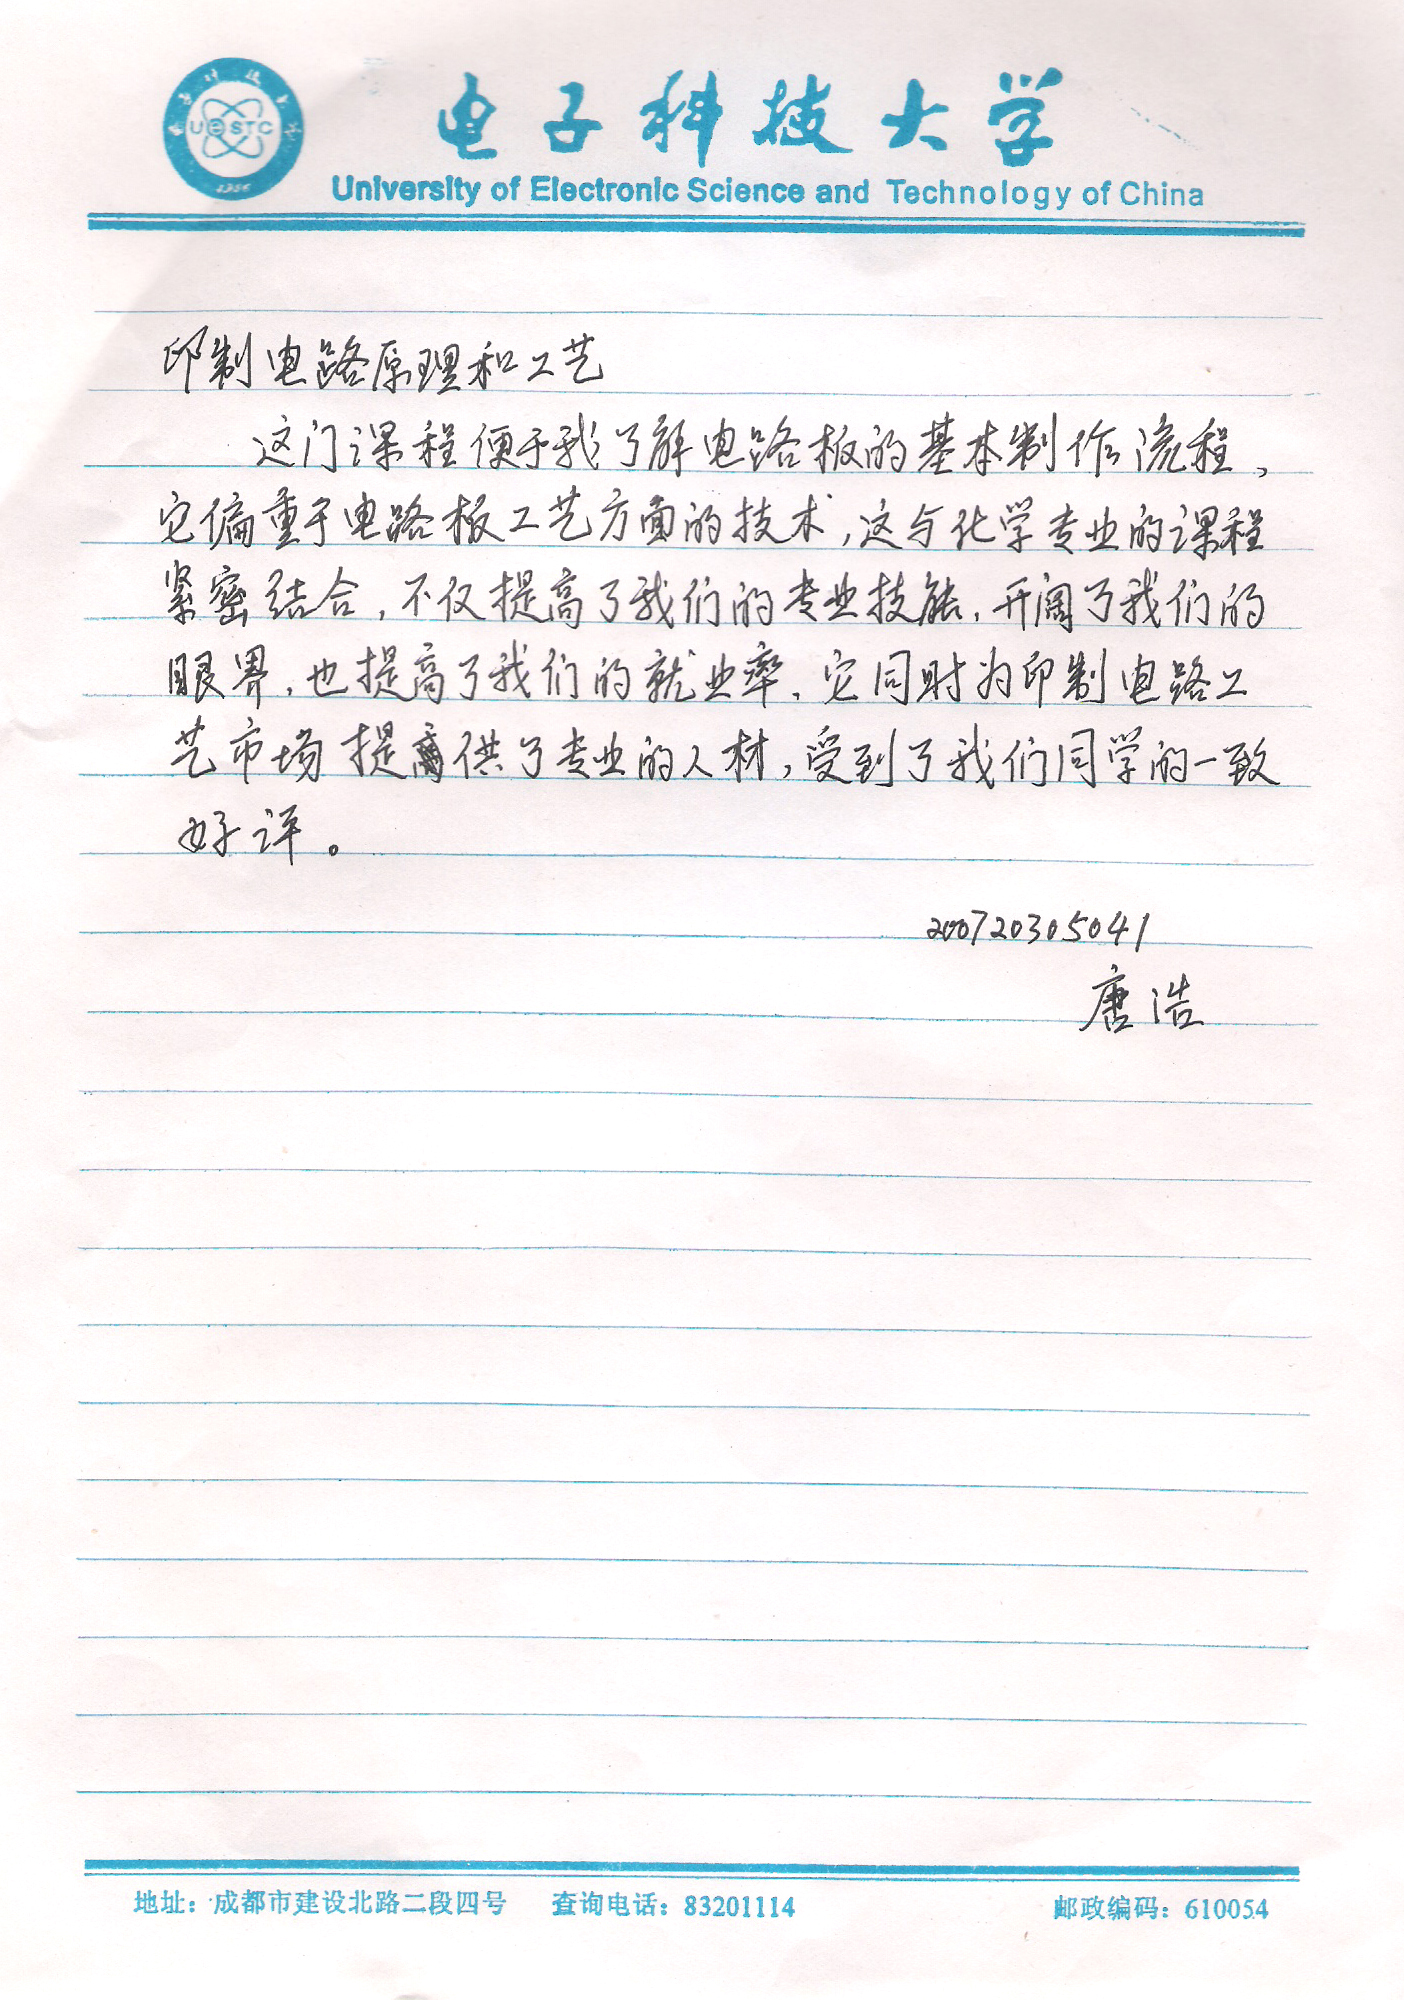 UESTC
1956
电子科技大学
University of Electronic Science and Technology of China
印制电路原理和工艺
这门课程便于我了解电路板的基本制作流程,
它偏重于电路板工艺方面的技术,这与化学专业的课程
紧密结合,不仅提高了我们的专业技能,开阔了我们的
眼界,也提高了我们的就业率,它同时为印制电路工
艺市场提供了专业的人材,受到了我们同学的一致
好评。
200720305041
唐浩
地址:成都市建设北路二段四号 查询电话:83201114 邮政编码:610054